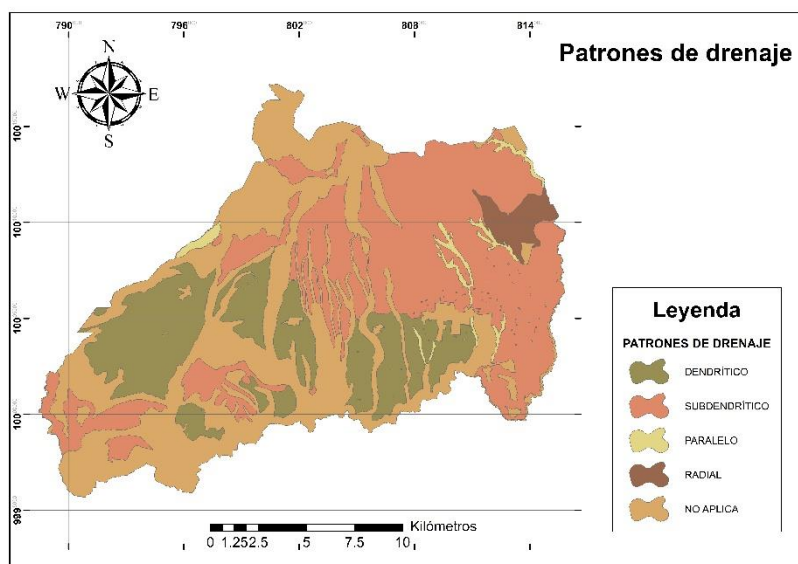 790 796 802 808 814
Patrones de drenaje
N
W E
S
100
100
100
100
999
Leyenda
PATRONES DE DRENAJE
DENDRÍTICO
SUBDENDRÍTICO
PARALELO
RADIAL
NO APLICA
Kilómetros
0 1.25 2.5 5 7.5 10